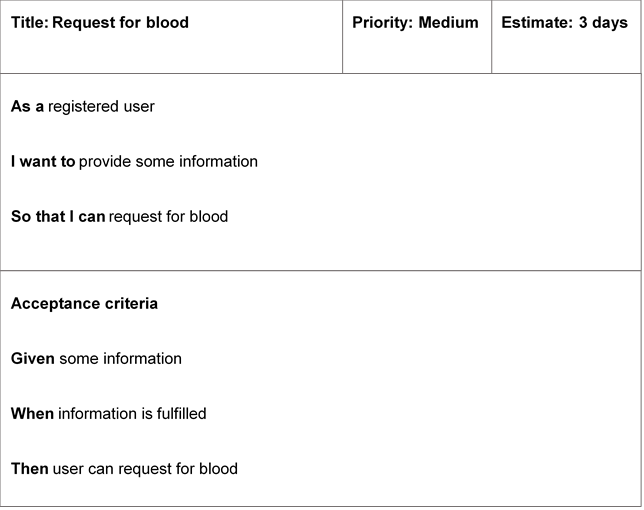 Title: Request for blood
Priority: Medium
Estimate: 3 days
As a registered user
I want to provide some information
So that I can request for blood
Acceptance criteria
Given some information
When information is fulfilled
Then user can request for blood